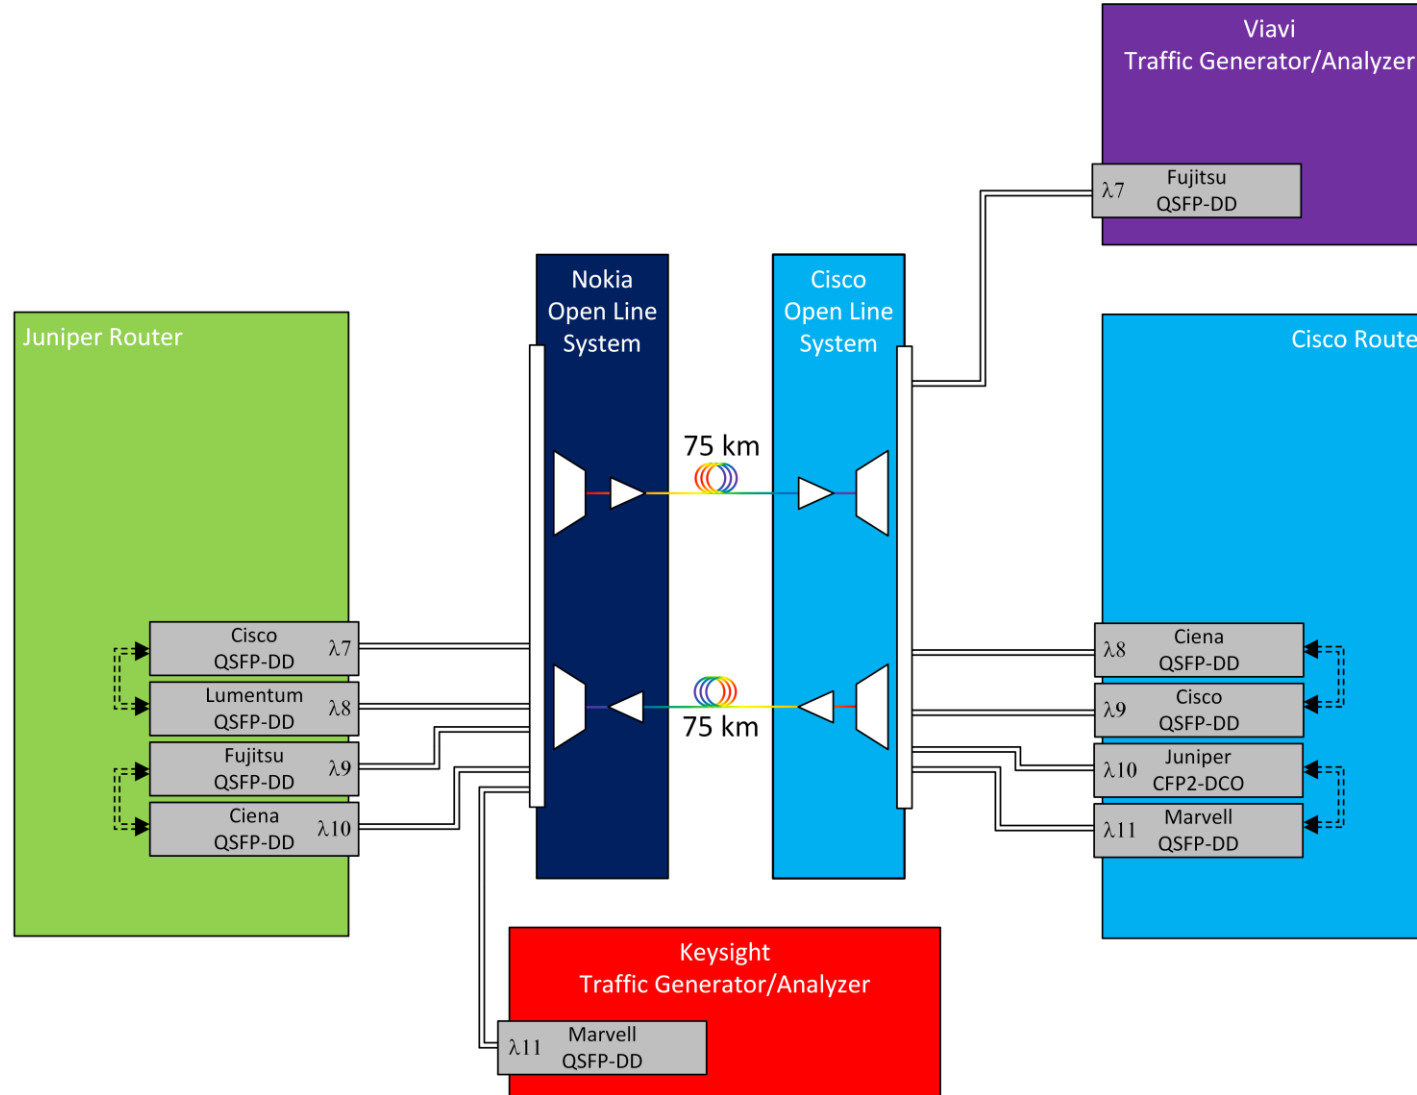 Viavi
Traffic Generator/Analyzer
Fujitsu
λ7
QSFP-DD
Nokia
Open Line
System
Cisco
Open Line
System
Juniper Router
Cisco Route
75 km
75 km
Cisco
λ7
QSFP-DD
Lumentum
λ8
QSFP-DD
Fujitsu
λ9
QSFP-DD
Ciena
λ10
QSFP-DD
Ciena
λ8
QSFP-DD
Cisco
λ9
QSFP-DD
Juniper
λ10
CFP2-DCO
Marvell
λ11
QSFP-DD
Keysight
Traffic Generator/Analyzer
Marvell
λ11
QSFP-DD